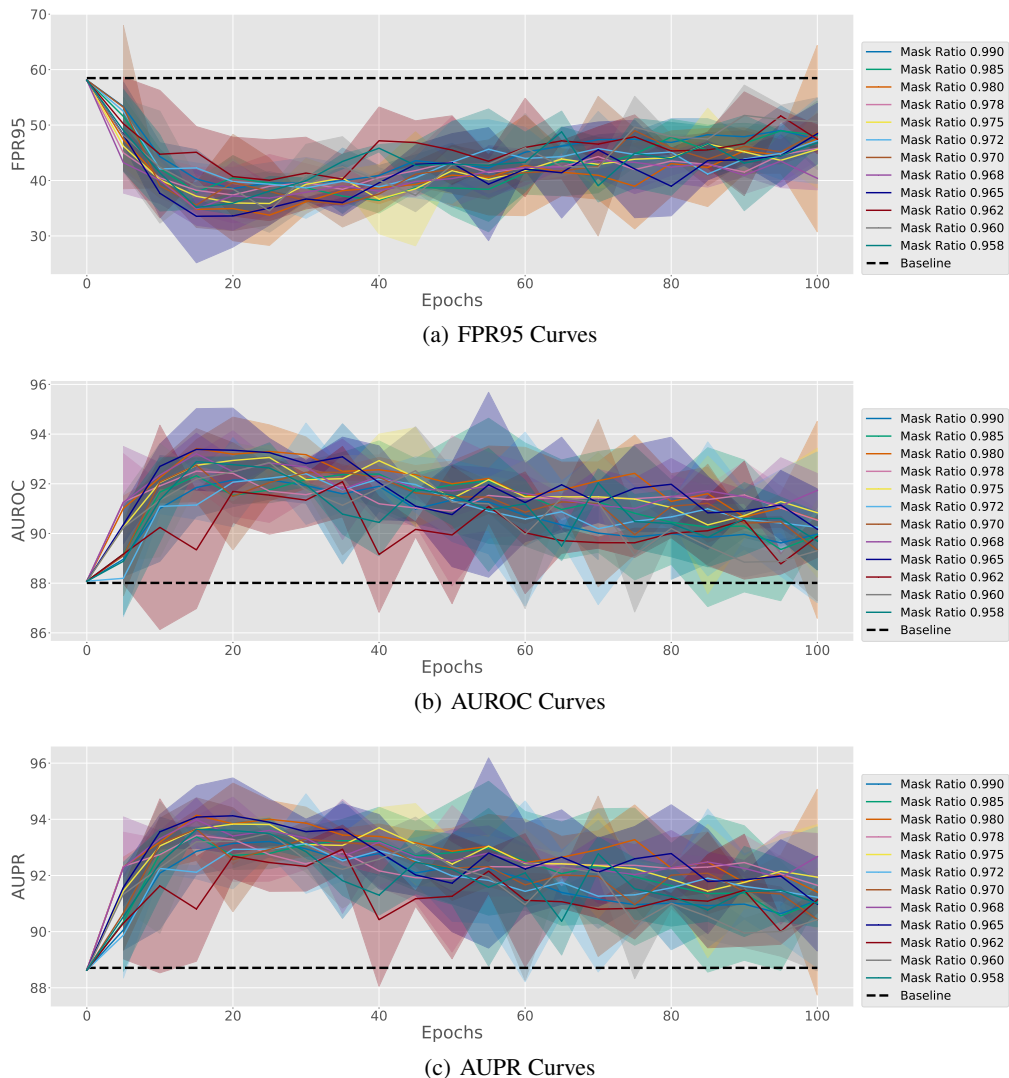 70
60
50
40
30
FPR95
0
20
40
60
80
100
Epochs
Mask Ratio 0.990
Mask Ratio 0.985
Mask Ratio 0.980
Mask Ratio 0.978
Mask Ratio 0.975
Mask Ratio 0.972
Mask Ratio 0.970
Mask Ratio 0.968
Mask Ratio 0.965
Mask Ratio 0.962
Mask Ratio 0.960
Mask Ratio 0.958
Baseline
(a) FPR95 Curves
96
94
92
90
88
86
AUROC
0
20
40
60
80
100
Epochs
Mask Ratio 0.990
Mask Ratio 0.985
Mask Ratio 0.980
Mask Ratio 0.978
Mask Ratio 0.975
Mask Ratio 0.972
Mask Ratio 0.970
Mask Ratio 0.968
Mask Ratio 0.965
Mask Ratio 0.962
Mask Ratio 0.960
Mask Ratio 0.958
Baseline
(b) AUROC Curves
96
94
92
90
88
AUPR
0
20
40
60
80
100
Epochs
Mask Ratio 0.990
Mask Ratio 0.985
Mask Ratio 0.980
Mask Ratio 0.978
Mask Ratio 0.975
Mask Ratio 0.972
Mask Ratio 0.970
Mask Ratio 0.968
Mask Ratio 0.965
Mask Ratio 0.962
Mask Ratio 0.960
Mask Ratio 0.958
Baseline
(c) AUPR Curves